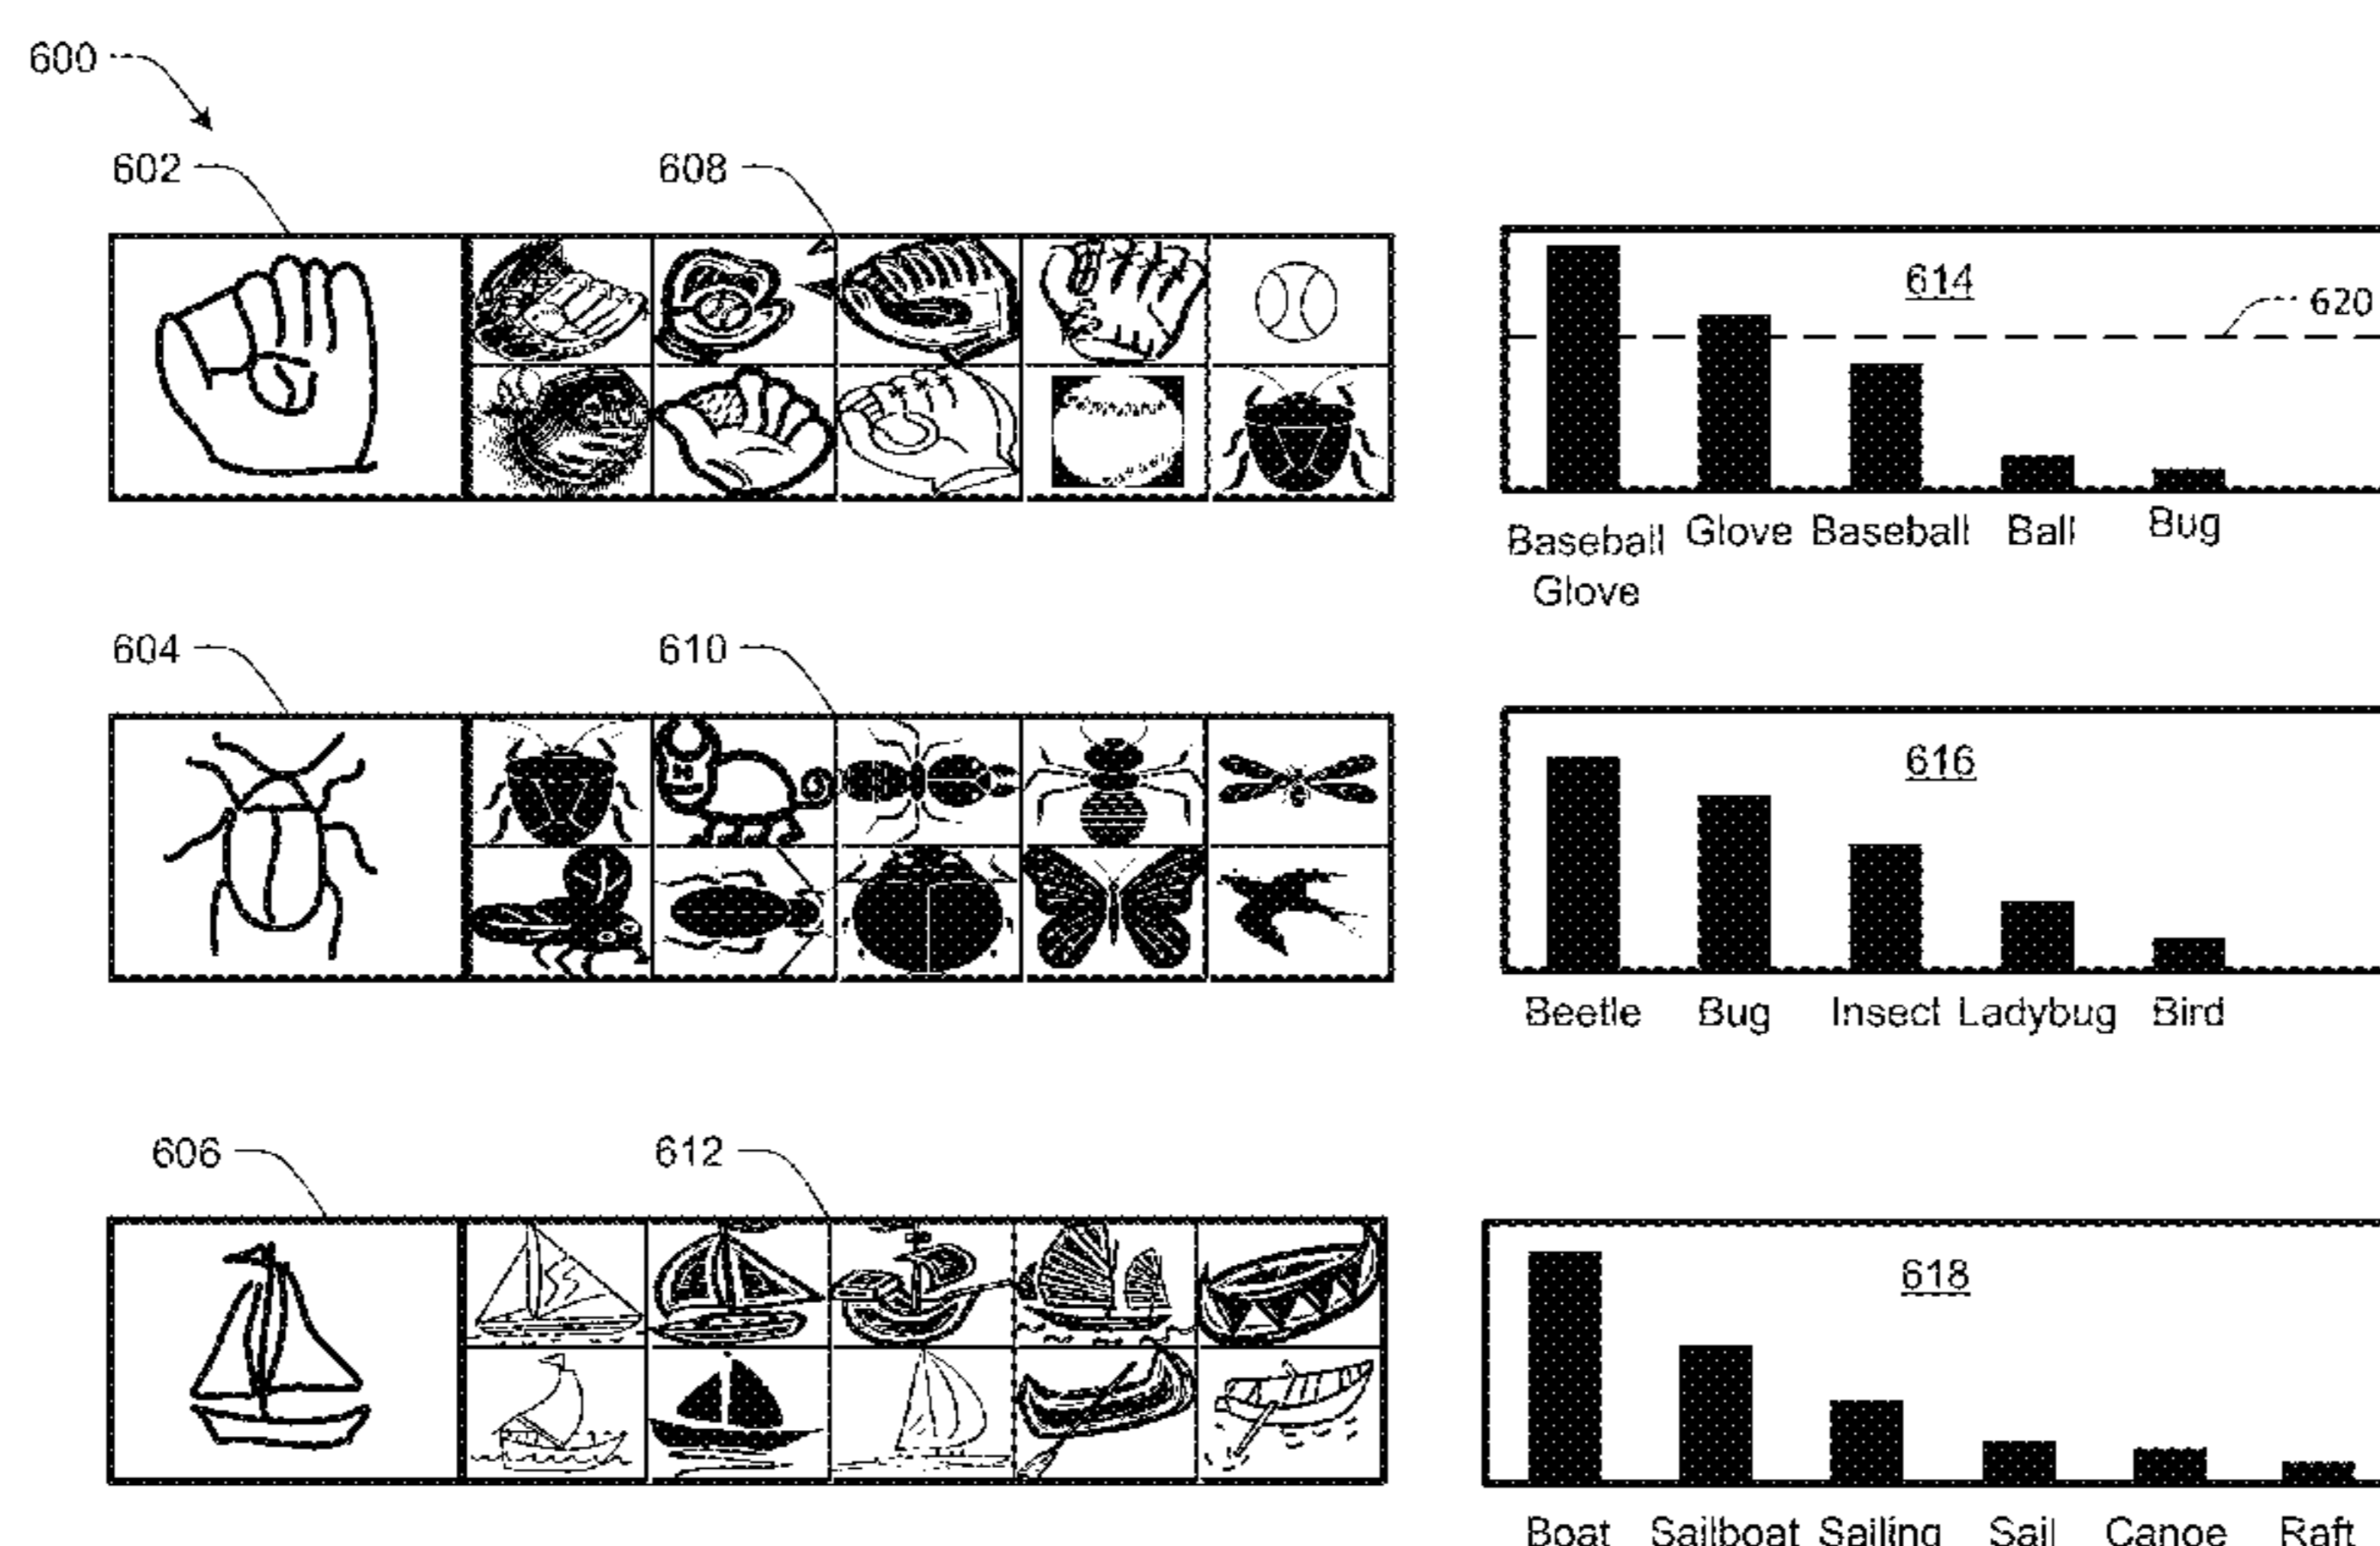 600
602
608
614
620
Baseball Glove Baseball Ball Bug
Glove
604
610
616
Beetle Bug Insect Ladybug Bird
606
612
618
Boat Sailboat Sailing Sail Canoe Raft